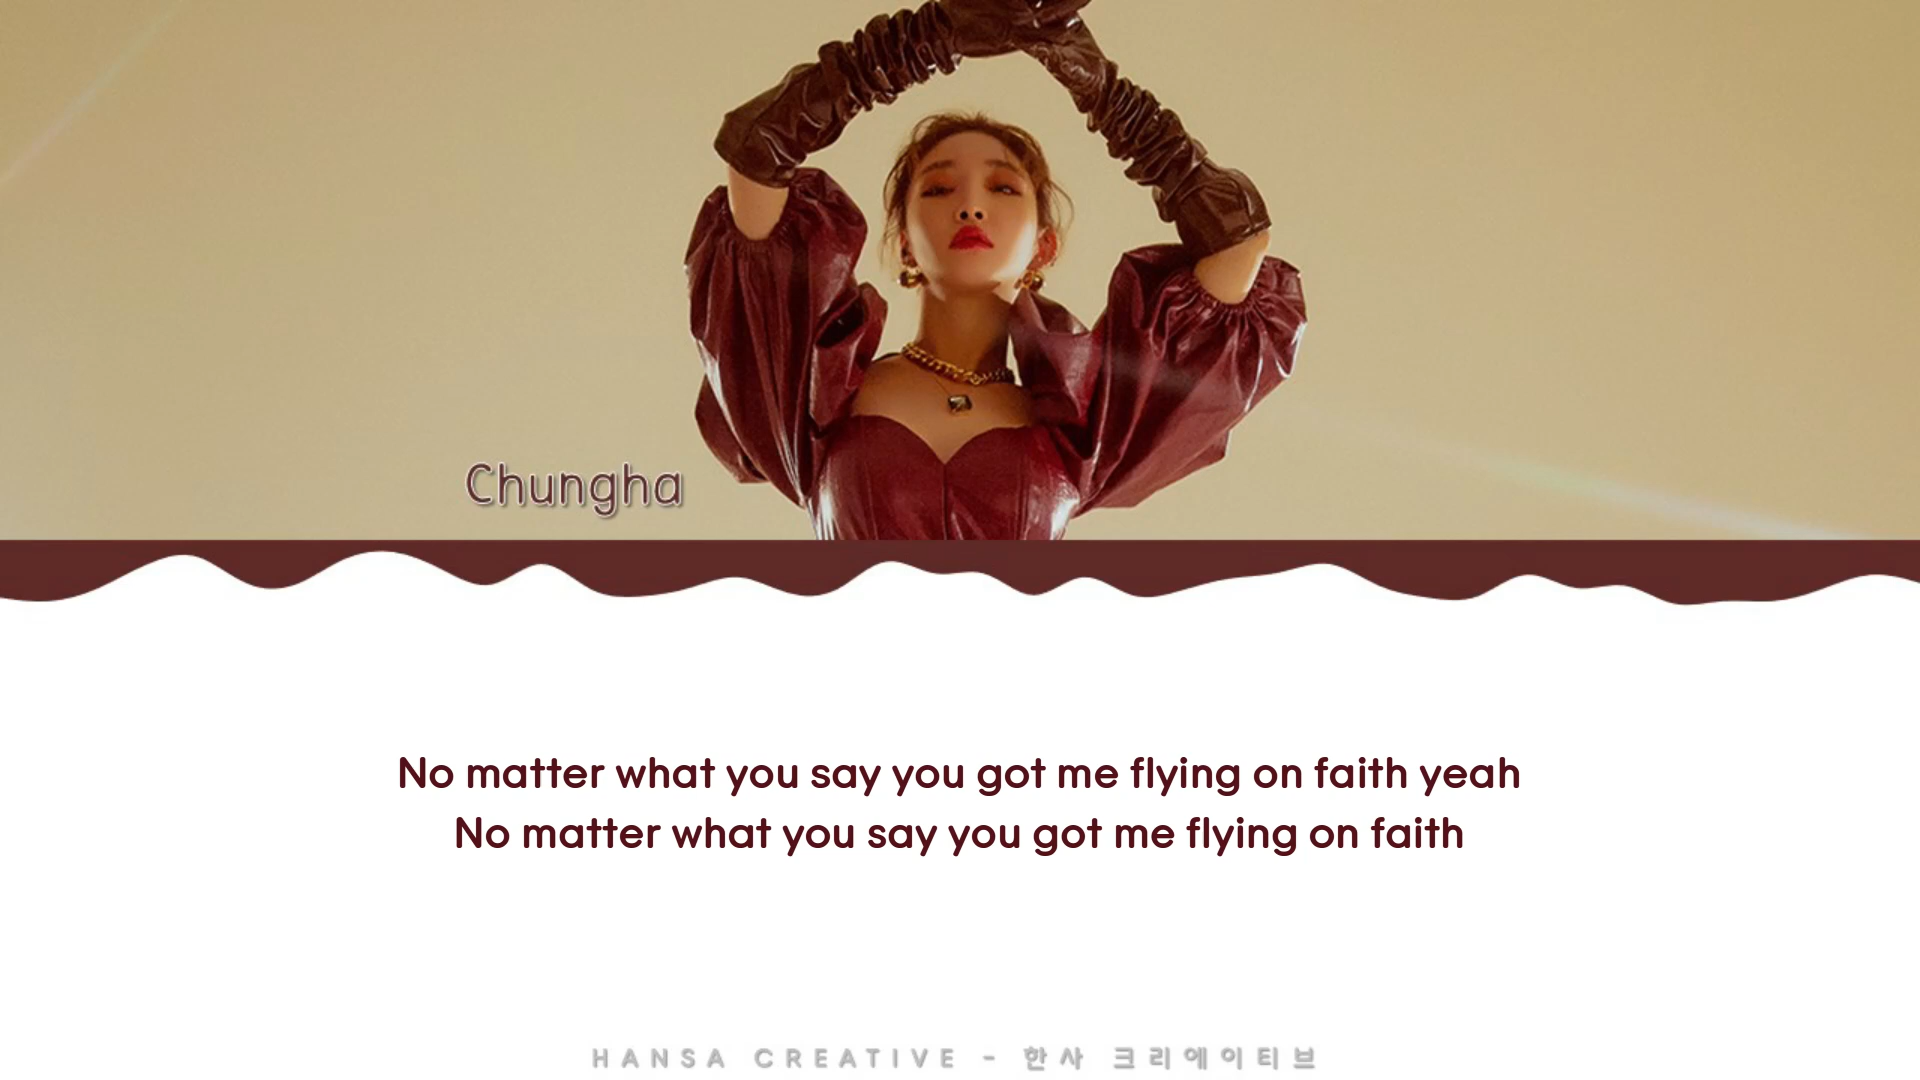 Chungha
No matter what you say you got me flying on faith yeah
No matter what you say you got me flying on faith
HANSA CREATIVE - 한사 크리에이티브